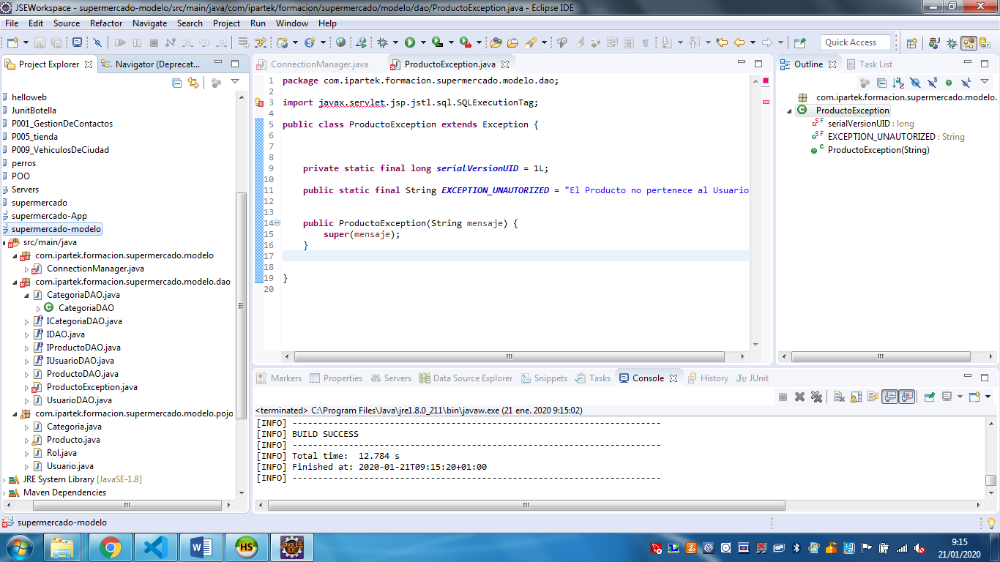 JSEWorkspace - supermercado-modelo/src/main/java/com/ipartek/formacion/supermercado/modelo/dao/ProductoException.java - Eclipse IDE
File Edit Source Refactor Navigate Search Project Run Window Help
Quick Access
Project Explorer Navigator (Deprecat...
helloweb
JunitBotella
P001_GestionDeContactos
P005_tienda
P009_VehiculosDeCiudad
perros
POO
Servers
supermercado
supermercado-App
supermercado-modelo
src/main/java
com.ipartek.formacion.supermercado.modelo
ConnectionManager.java
com.ipartek.formacion.supermercado.modelo.dao
CategoriaDAO.java
CategoriaDAO
ICategoriaDAO.java
IDAO.java
IProductoDAO.java
IUsuarioDAO.java
ProductoDAO.java
ProductoException.java
UsuarioDAO.java
com.ipartek.formacion.supermercado.modelo.pojo
Categoria.java
Producto.java
Rol.java
Usuario.java
JRE System Library [JavaSE-1.8]
Maven Dependencies
ConnectionManager.java ProductoException.java
1 package com.ipartek.formacion.supermercado.modelo.dao;
2
3 import javax.servlet.jsp.jstl.sql.SQLExecutionTag;
4
5 public class ProductoException extends Exception {
6
7
8
9 private static final long serialVersionUID = 1L;
10
11 public static final String EXCEPTION_UNAUTORIZED = "El Producto no pertenece al Usuario
12
13
14 public ProductoException(String mensaje) {
15 super(mensaje);
16 }
17
18
19 }
20
Outline Task List
com.ipartek.formacion.supermercado.modelo.
ProductoException
serialVersionUID : long
EXCEPTION_UNAUTORIZED : String
ProductoException(String)
Markers Properties Servers Data Source Explorer Snippets Tasks Console History JUnit
<terminated> C:\Program Files\Java\jre1.8.0_211\bin\javaw.exe (21 ene. 2020 9:15:02)
[INFO] ------------------------------------------------------------------------
[INFO] BUILD SUCCESS
[INFO] ------------------------------------------------------------------------
[INFO] Total time:  12.784 s
[INFO] Finished at: 2020-01-21T09:15:20+01:00
[INFO] ------------------------------------------------------------------------
supermercado-modelo
HS
Java EE
IDE
9:15
21/01/2020